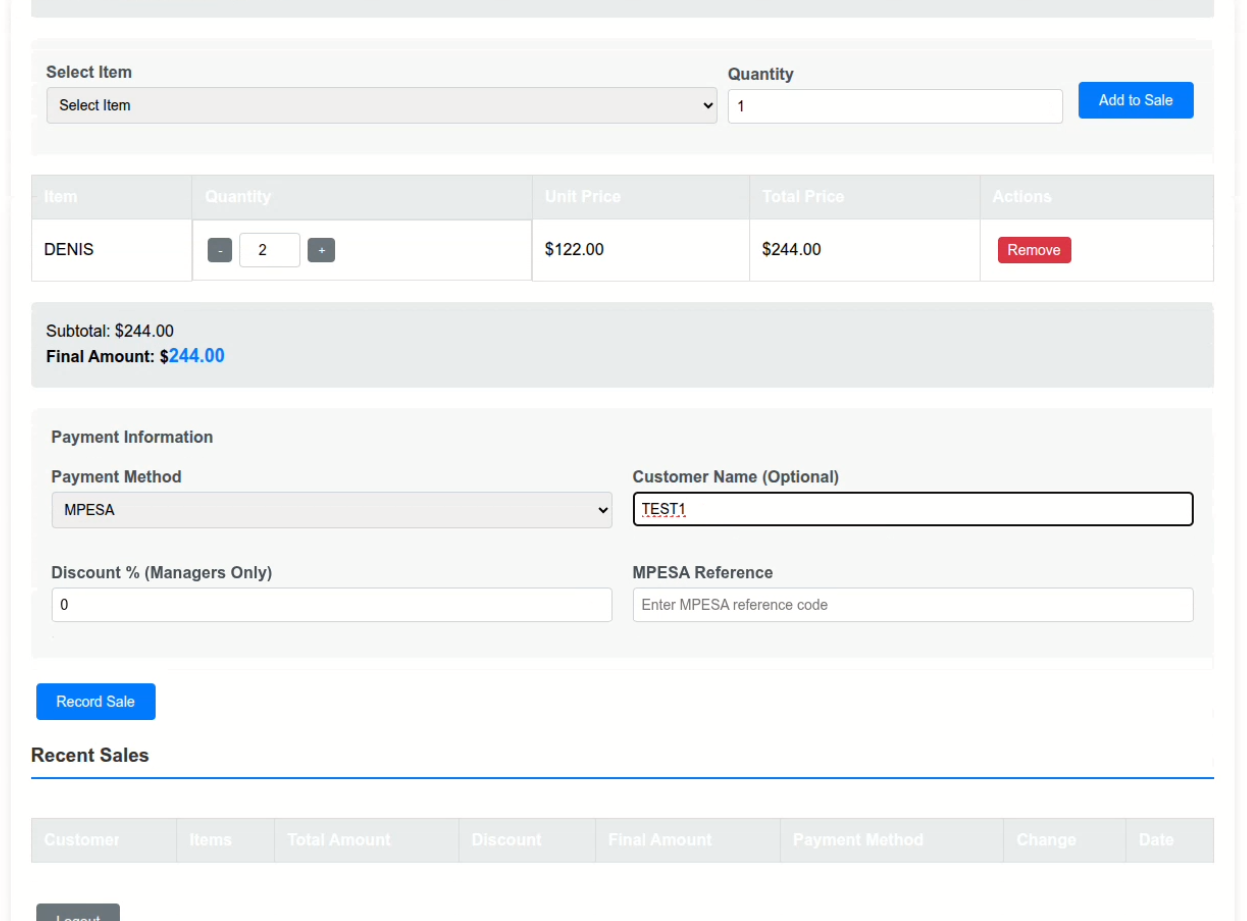 Select Item
Quantity
Select Item
1
Add to Sale
Item Quantity Unit Price Total Price Actions
DENIS - 2 + $122.00 $244.00 Remove
Subtotal: $244.00
Final Amount: $244.00
Payment Information
Payment Method
Customer Name (Optional)
MPESA
TEST1
Discount % (Managers Only)
MPESA Reference
0
Enter MPESA reference code
Record Sale
Recent Sales
Customer Items Total Amount Discount Final Amount Payment Method Change Date
Logout